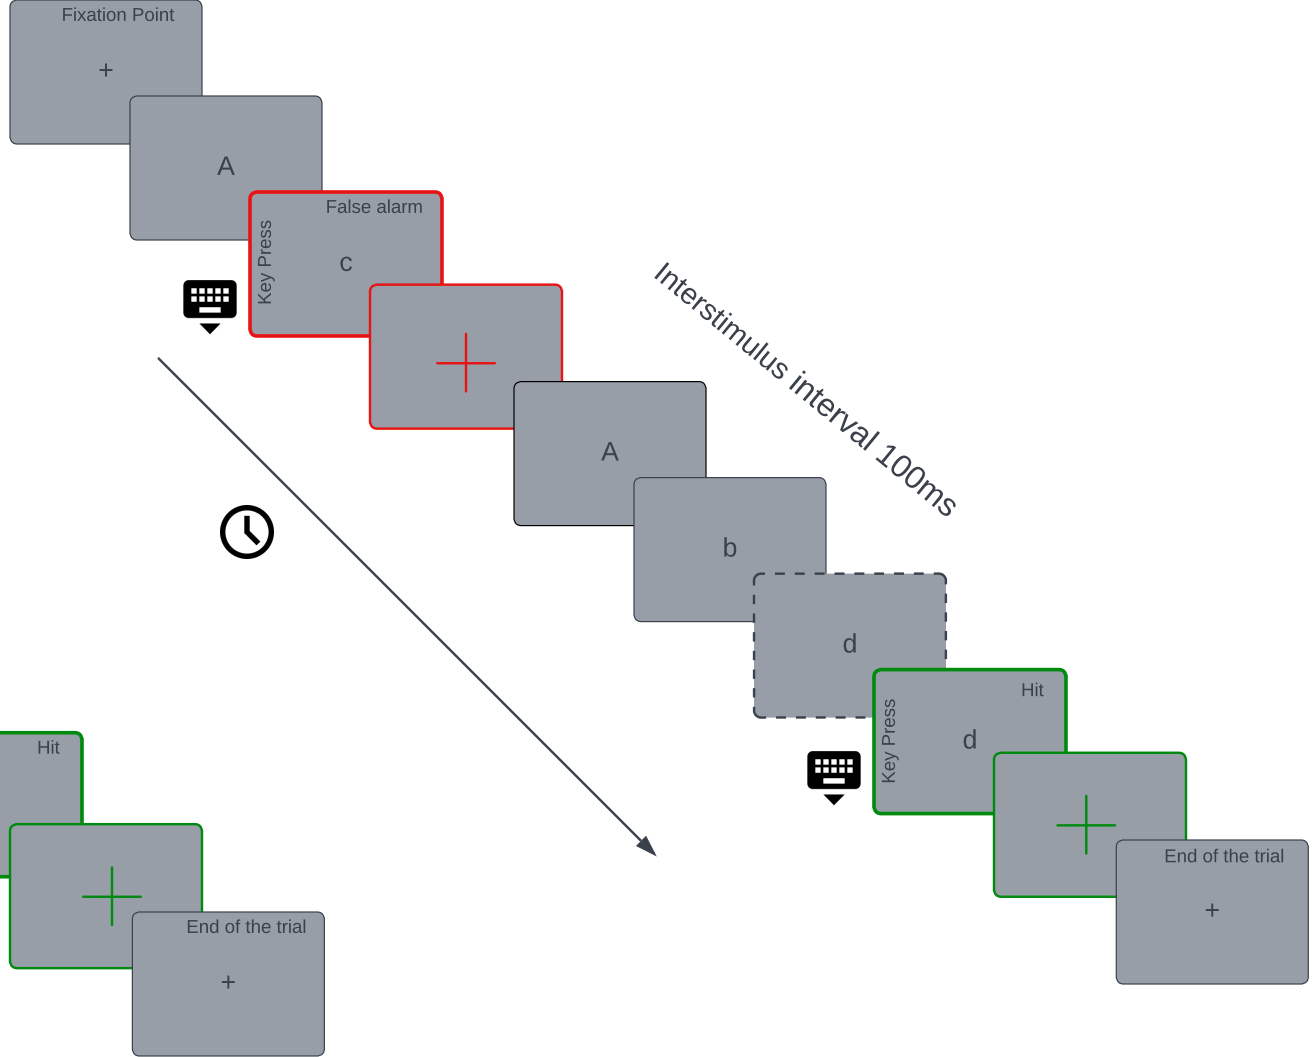 Fixation Point
+
A
False alarm
Key Press
c
Interstimulus interval 100ms
A
b
d
Hit
Key Press
d
End of the trial
+
Hit
End of the trial
+